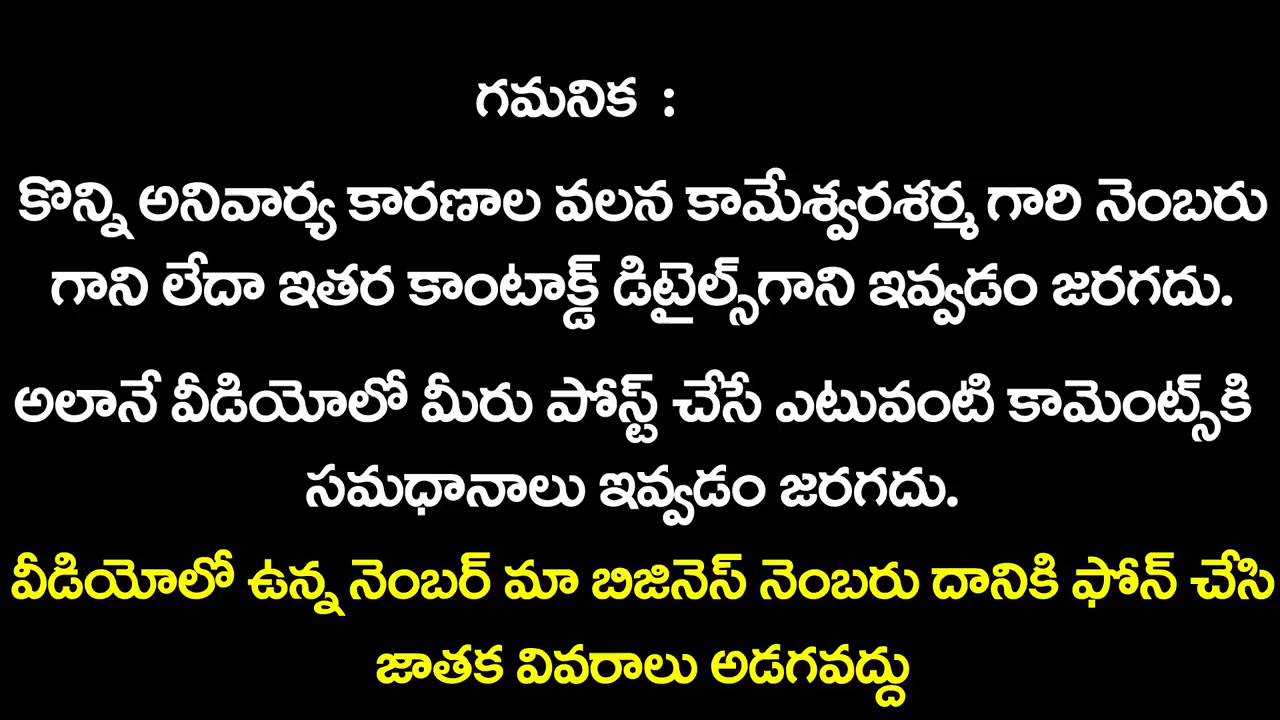 గమనిక :
కొన్ని అనివార్య కారణాల వలన కామేశ్వరశర్మ గారి నెంబరు
గాని లేదా ఇతర కాంటాక్ట్ డిటైల్స్‌గాని ఇవ్వడం జరగదు.
అలానే వీడియోలో మీరు పోస్ట్ చేసే ఎటువంటి కామెంట్స్‌కి
సమధానాలు ఇవ్వడం జరగదు.
వీడియోలో ఉన్న నెంబర్ మా బిజినెస్ నెంబరు దానికి ఫోన్ చేసి
జాతక వివరాలు అడగవద్దు